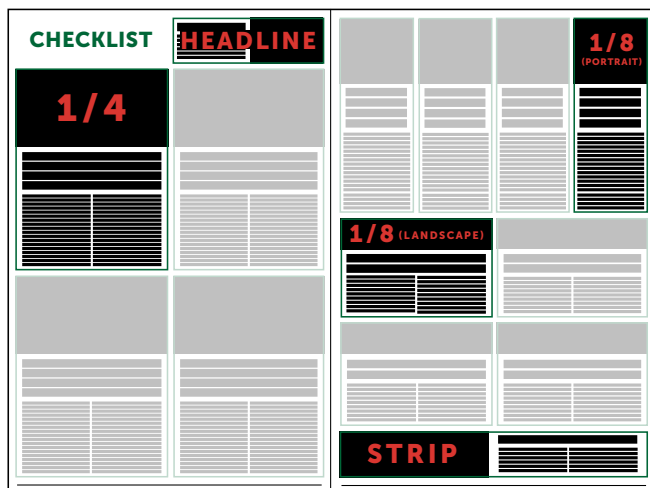 CHECKLIST
HEADLINE
1/4
1/8
(PORTRAIT)
1/8 (LANDSCAPE)
STRIP